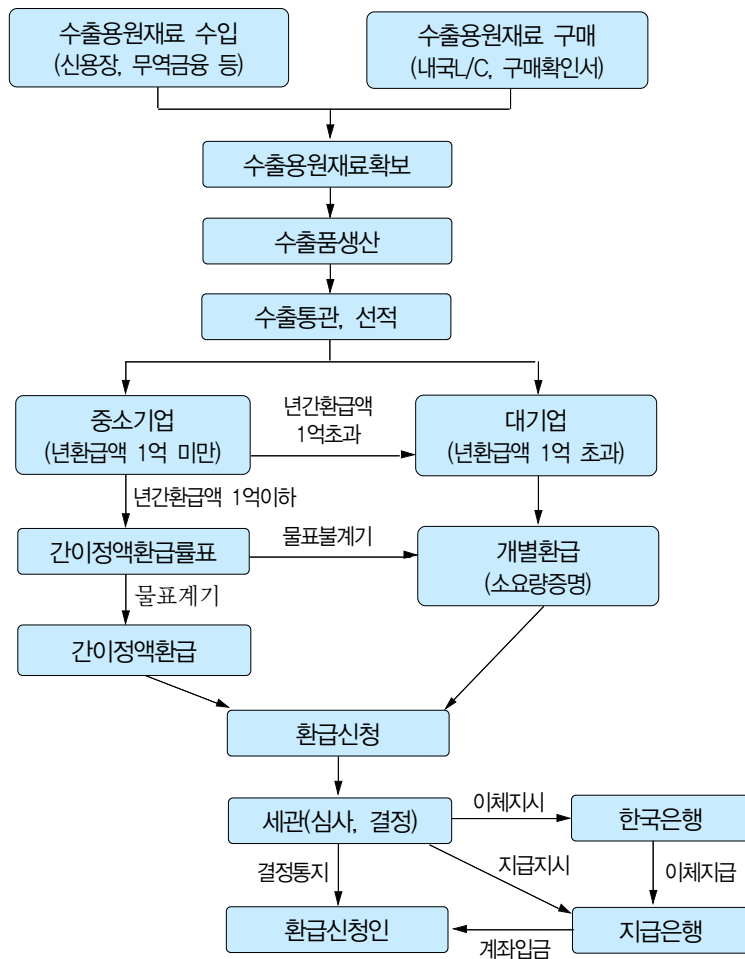 수출용원재료 수입
(신용장, 무역금융 등)
수출용원재료 구매
(내국L/C, 구매확인서)
수출용원재료확보
수출품생산
수출통관, 선적
중소기업
(년환급액 1억 미만)
년간환급액
1억초과
대기업
(년환급액 1억 초과)
년간환급액 1억이하
간이정액환급률표
물표불계기
개별환급
(소요량증명)
물표계기
간이정액환급
환급신청
세관(심사, 결정)
이체지시
한국은행
결정통지
지급지시
이체지급
환급신청인
계좌입금
지급은행